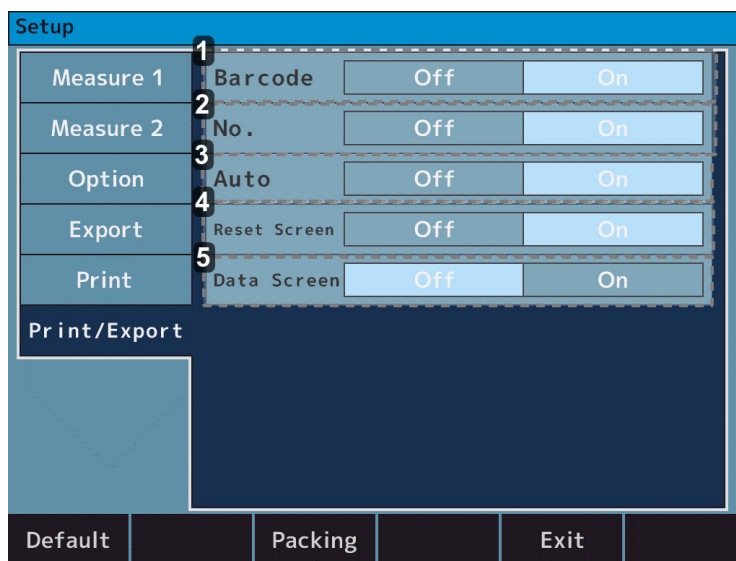 Setup
Measure 1
Measure 2
Option
Export
Print
Print/Export
1
Barcode Off On
2
No. Off On
3
Auto Off On
4
Reset Screen Off On
5
Data Screen Off On
Default Packing Exit